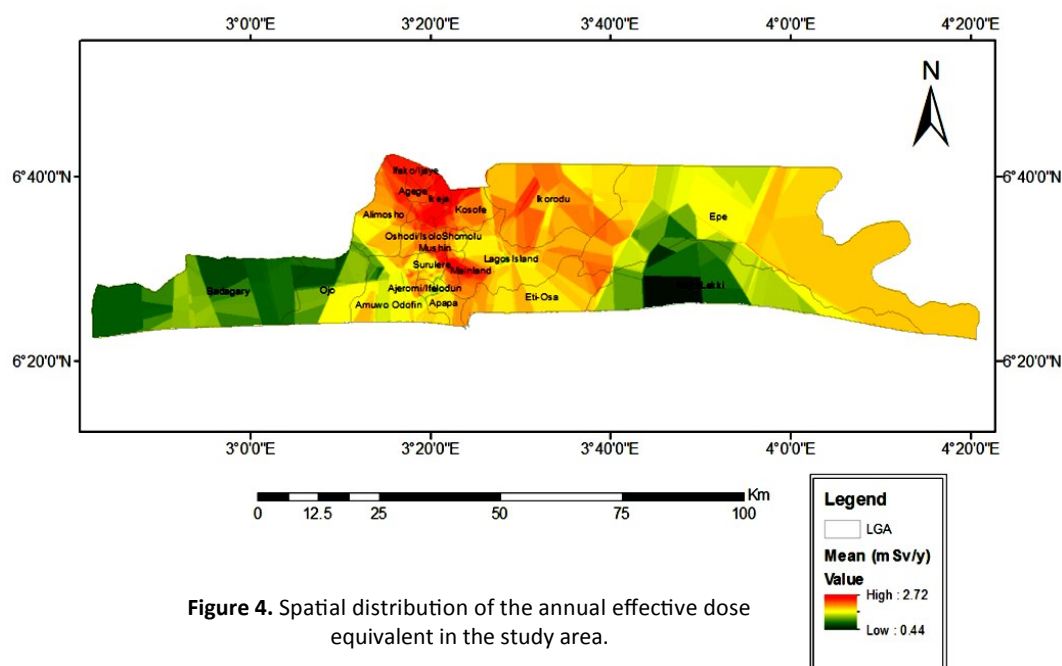 3°0'0"E 3°20'0"E 3°40'0"E 4°0'0"E 4°20'0"E
N
6°40'0"N 6°40'0"N
Ifako/Ijaye
Agege
Ikeja
Ikorodu
Alimosho
Kosofe
Epe
Oshodi/Isolo Shomolu
Mushin
Surulere
Lagos Island
Mainland
Badagary
Ojo
Ajeromi/Ifelodun
Lekki
Amuwo Odofin
Apapa
Eti-Osa
6°20'0"N 6°20'0"N
3°0'0"E 3°20'0"E 3°40'0"E 4°0'0"E 4°20'0"E
Km
0 12.5 25 50 75 100
Legend
LGA
Mean (mSv/y)
Value
High : 2.72
Low : 0.44
Figure 4. Spatial distribution of the annual effective dose
equivalent in the study area.